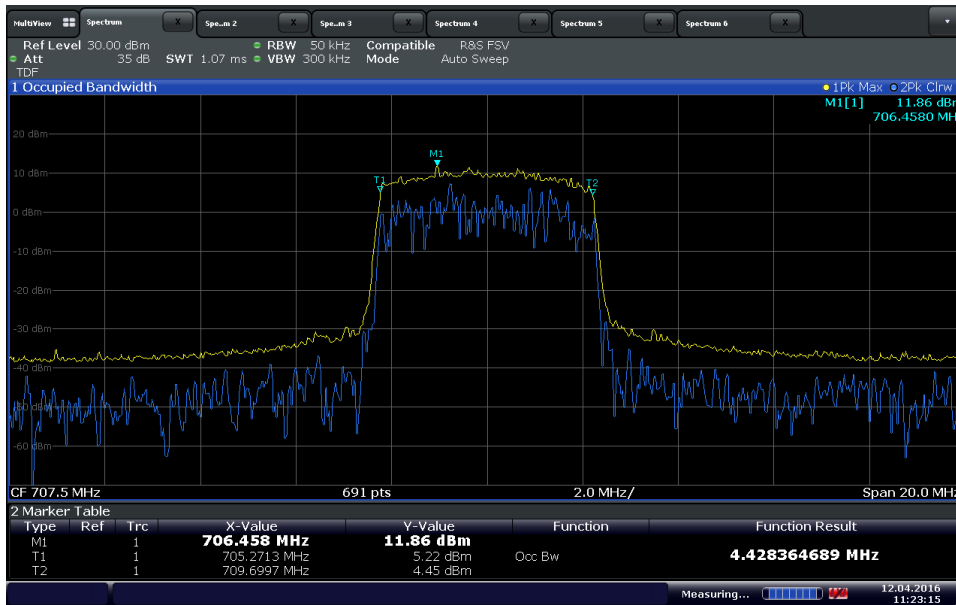 MultiView Spectrum X Spe..m 2 X Spe..m 3 X Spectrum 4 X Spectrum 5 X Spectrum 6 X
Ref Level 30.00 dBm RBW 50 kHz Compatible R&S FSV
Att 35 dB SWT 1.07 ms VBW 300 kHz Mode Auto Sweep
TDF
1 Occupied Bandwidth 1Pk Max 2Pk Clrw
M1[1] 11.86 dBm
706.4580 MH
20 dBm
M1
10 dBm
T1
T2
0 dBm
-10 dBm
-20 dBm
-30 dBm
-40 dBm
-50 dBm
-60 dBm
CF 707.5 MHz 691 pts 2.0 MHz/ Span 20.0 MHz
2 Marker Table
Type Ref Trc X-Value Y-Value Function Function Result
M1 1 706.458 MHz 11.86 dBm
T1 1 705.2713 MHz 5.22 dBm Occ Bw 4.428364689 MHz
T2 1 709.6997 MHz 4.45 dBm
Measuring... 12.04.2016
11:23:15